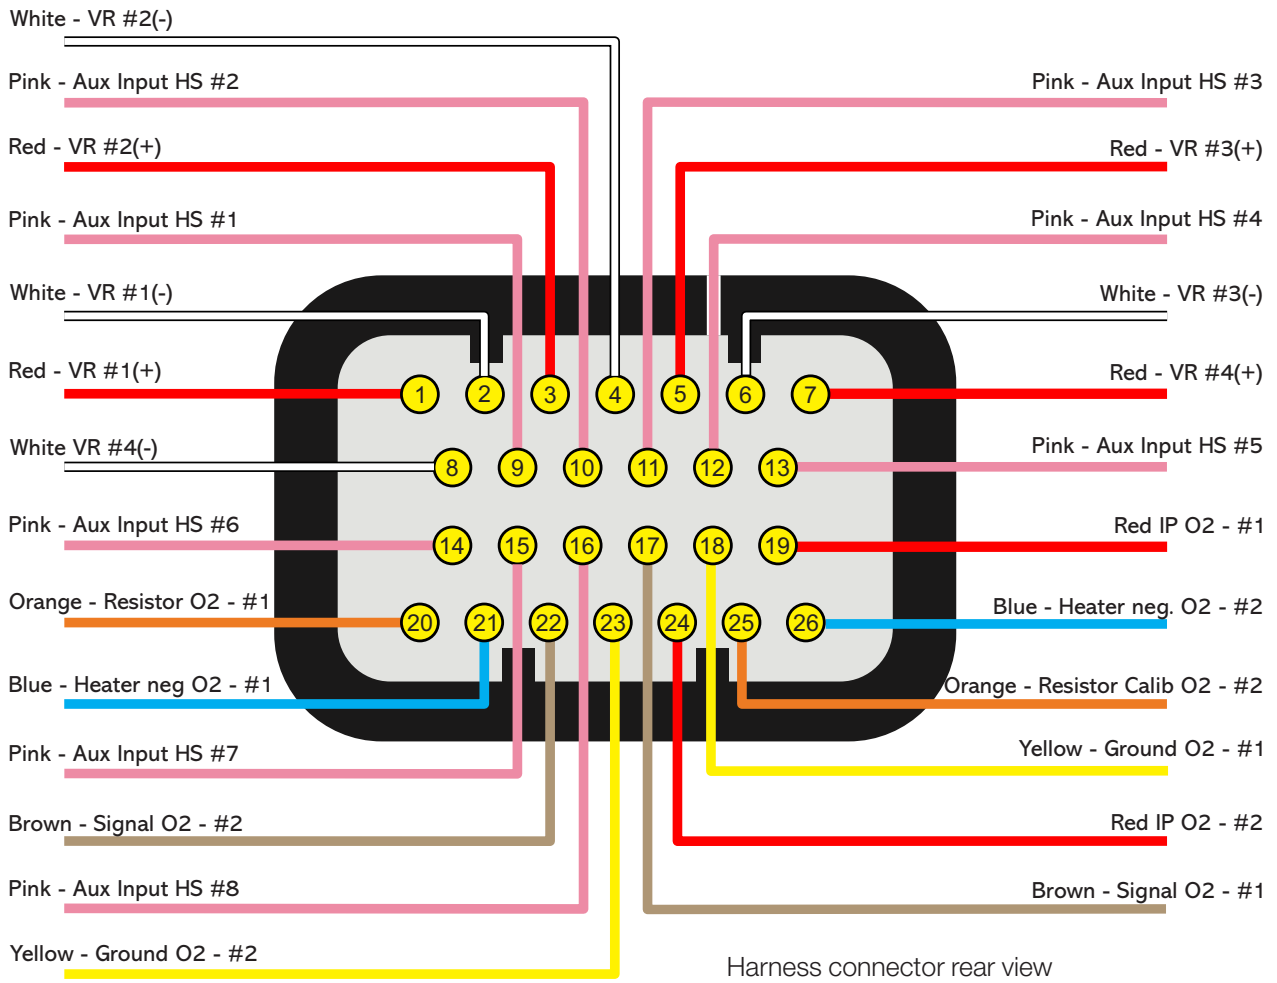 White - VR #2(-)
Pink - Aux Input HS #2
Pink - Aux Input HS #3
Red - VR #2(+)
Red - VR #3(+)
Pink - Aux Input HS #1
Pink - Aux Input HS #4
White - VR #1(-)
White - VR #3(-)
Red - VR #1(+)
Red - VR #4(+)
1 2 3 4 5 6 7
White VR #4(-)
Pink - Aux Input HS #5
8 9 10 11 12 13
Pink - Aux Input HS #6
Red IP O2 - #1
14 15 16 17 18 19
Orange - Resistor O2 - #1
Blue - Heater neg. O2 - #2
20 21 22 23 24 25 26
Blue - Heater neg O2 - #1
Orange - Resistor Calib O2 - #2
Pink - Aux Input HS #7
Yellow - Ground O2 - #1
Brown - Signal O2 - #2
Red IP O2 - #2
Pink - Aux Input HS #8
Brown - Signal O2 - #1
Yellow - Ground O2 - #2
Harness connector rear view